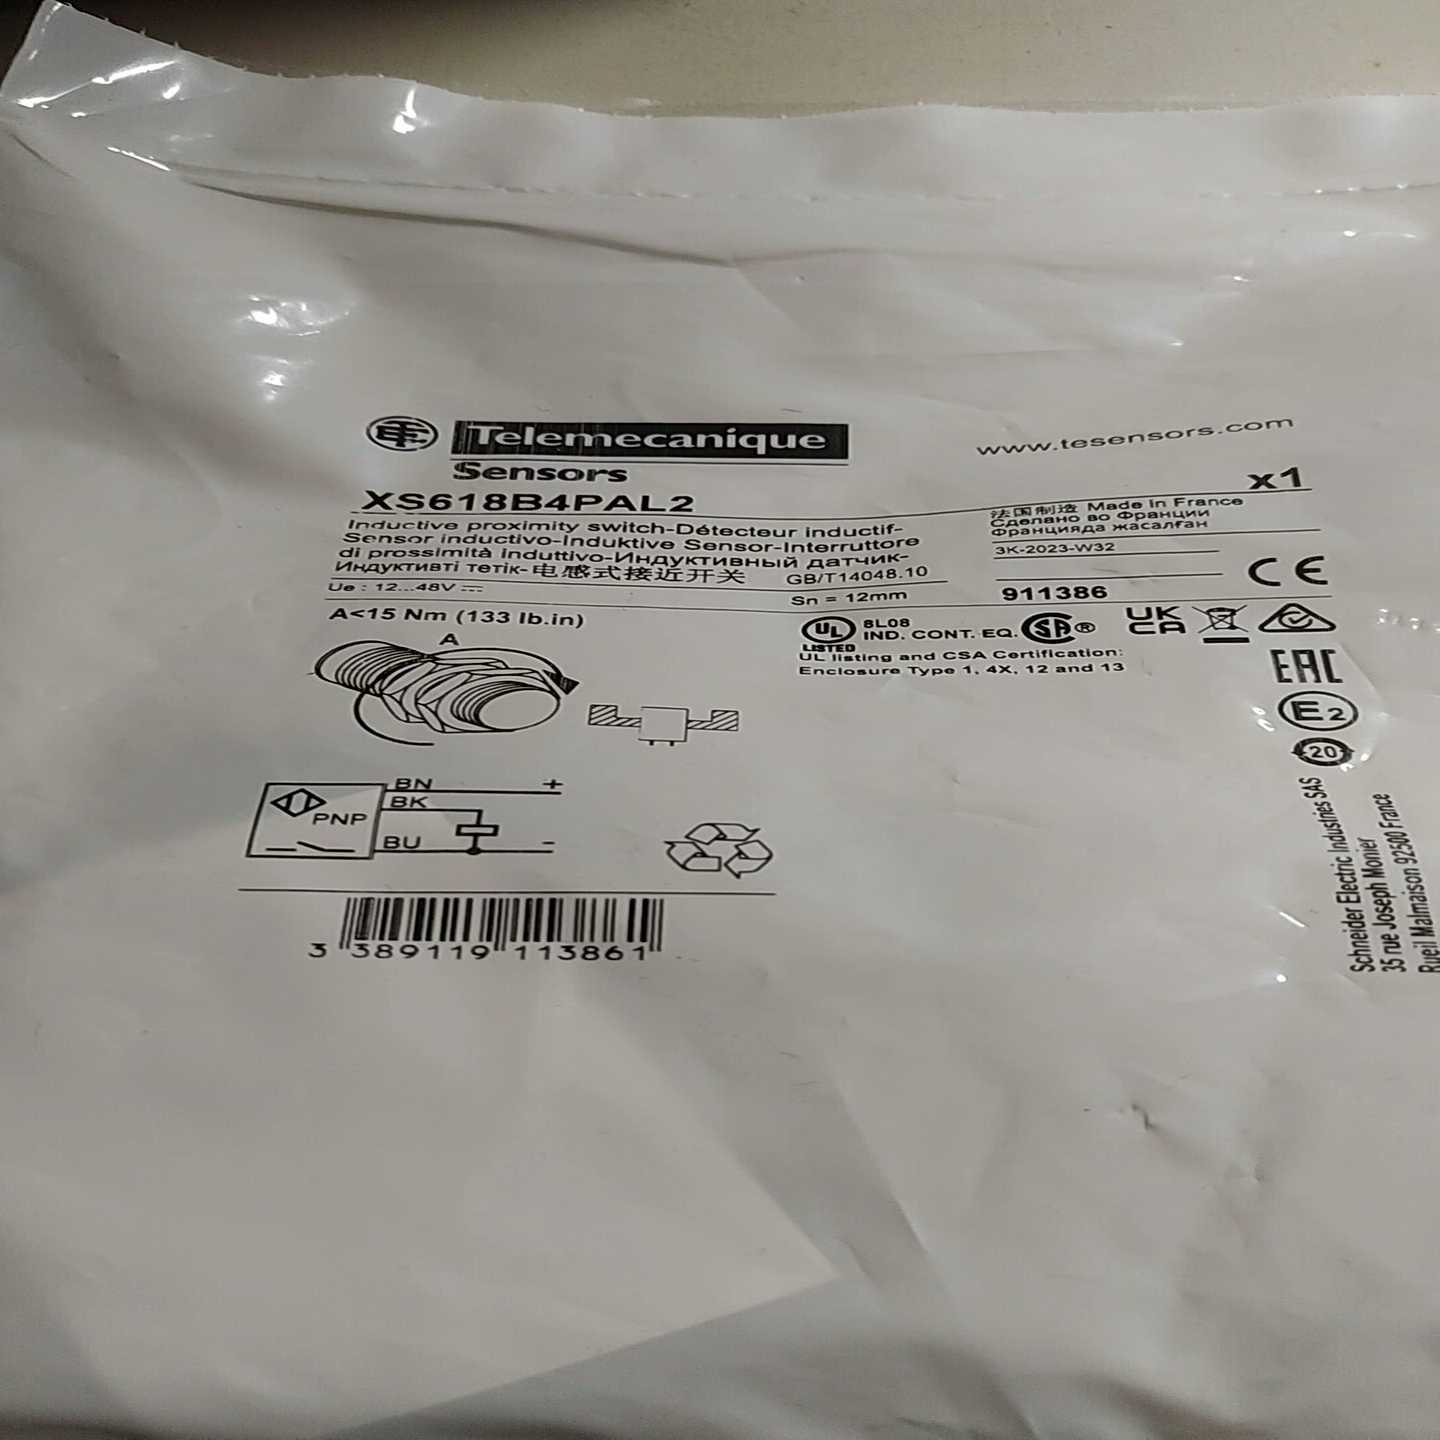 Telemecanique
Sensors
www.tesensors.com
XS618B4PAL2
x1
Inductive proximity switch-Détecteur inductif-
Sensor inductivo-Induktive Sensor-Interruttore
di prossimità induttivo-Индуктивный датчик-
Индуктивті тетік-电感式接近开关 GB/T14048.10
法国制造 Made in France
Сделано во Франции
Францияда жасалған
3K-2023-W32
Ue : 12...48V
Sn = 12mm
911386
CE
A<15 Nm (133 lb.in)
A
UL
LISTED
8L08
IND. CONT. EQ.
SA®
UK
CA
UL listing and CSA Certification:
Enclosure Type 1, 4X, 12 and 13
EAC
E2
20
BN +
BK
PNP
BU -
Schneider Electric Industries SAS
35 rue Joseph Monier
Rueil Malmaison 92500 France
3 389119 113861